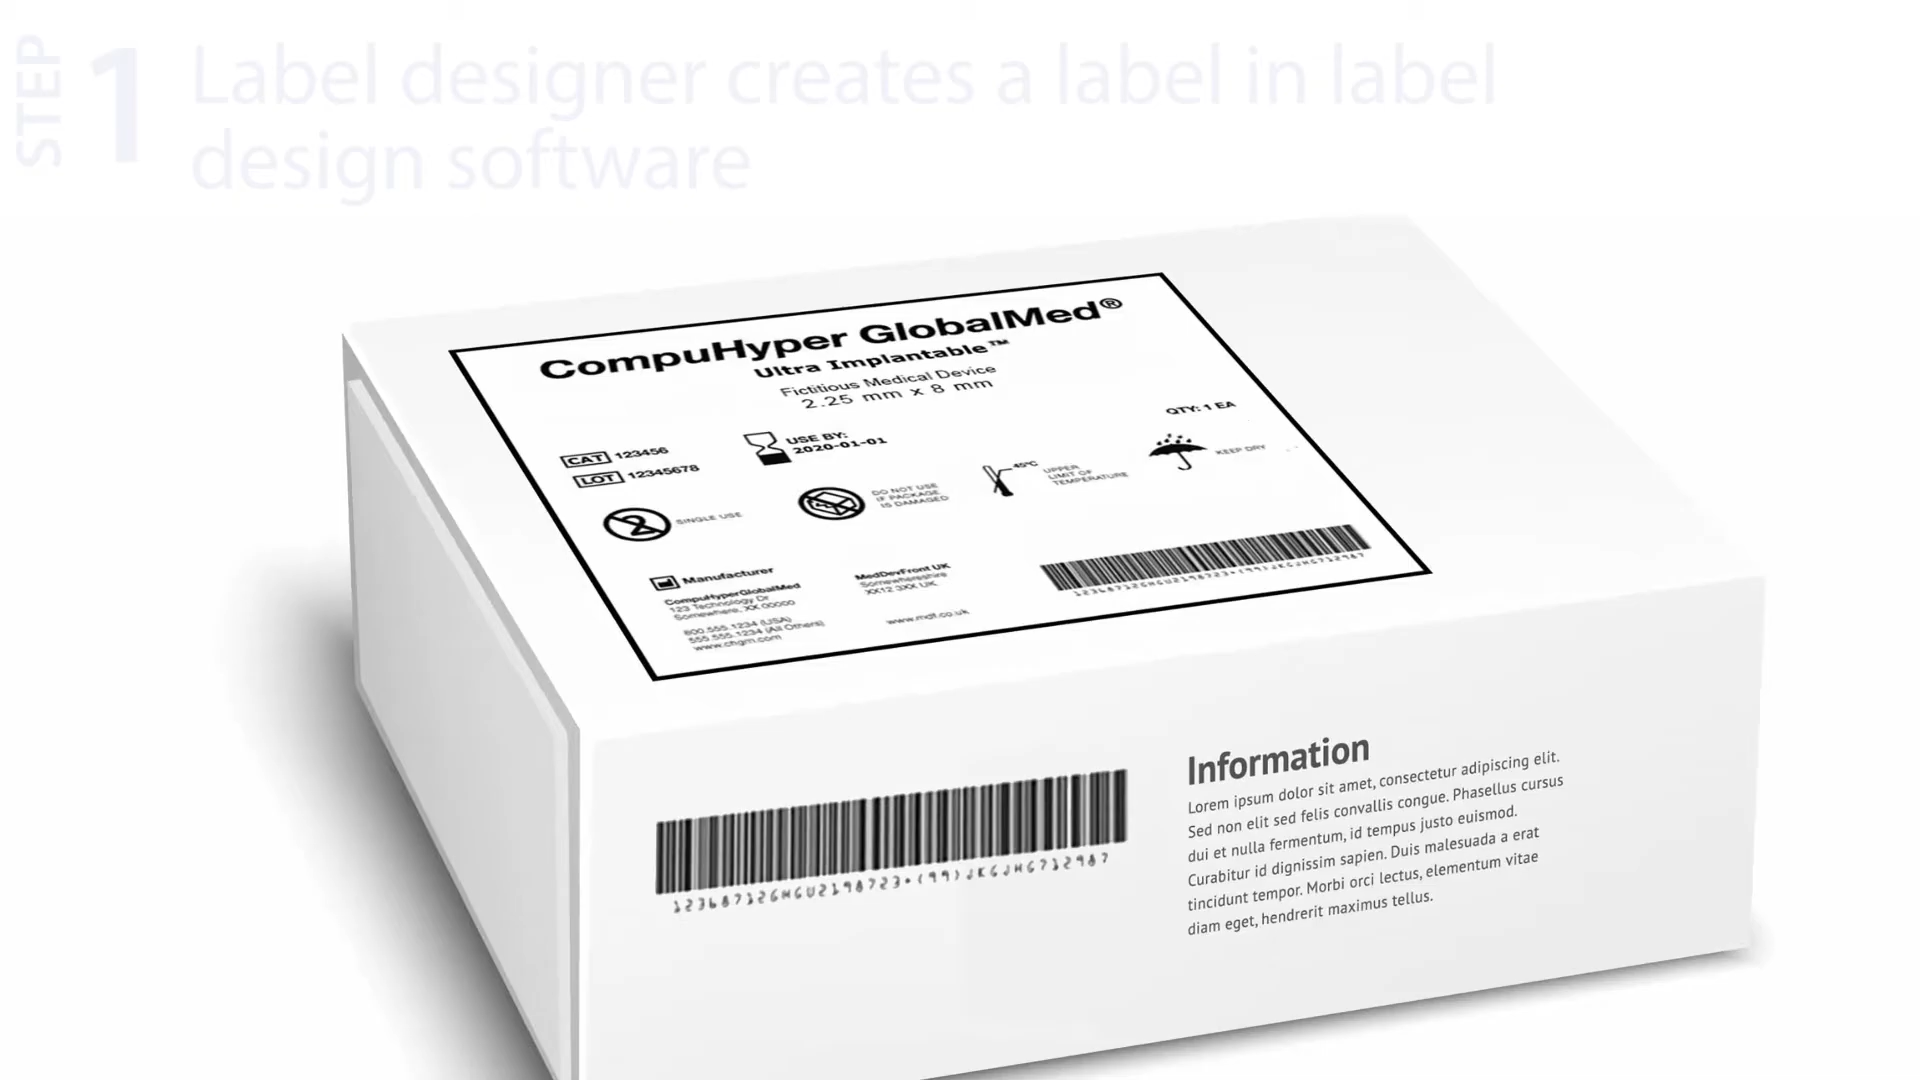 STEP 1 Label designer creates a label in label
design software
CompuHyper GlobalMed®
Ultra Implantable™
Fictitious Medical Device
2.25 mm x 8 mm
QTY: 1 EA
CAT 123456
LOT 12345678
USE BY:
2020-01-01
SINGLE USE
DO NOT USE
IF PACKAGE
IS DAMAGED
45°C
UPPER
LIMIT OF
TEMPERATURE
KEEP DRY
Manufacturer
CompuHyperGlobalMed
123 Technology Dr
Somewhere, XX 00000
800.555.1234 (USA)
555.555.1234 (All Others)
www.chgm.com
MedDevFront UK
Somewhereshire
XX12 3XX UK
www.mdf.co.uk
Information
Lorem ipsum dolor sit amet, consectetur adipiscing elit.
Sed non elit sed felis convallis congue. Phasellus cursus
dui et nulla fermentum, id tempus justo euismod.
Curabitur id dignissim sapien. Duis malesuada a erat
tincidunt tempor. Morbi orci lectus, elementum vitae
diam eget, hendrerit maximus tellus.